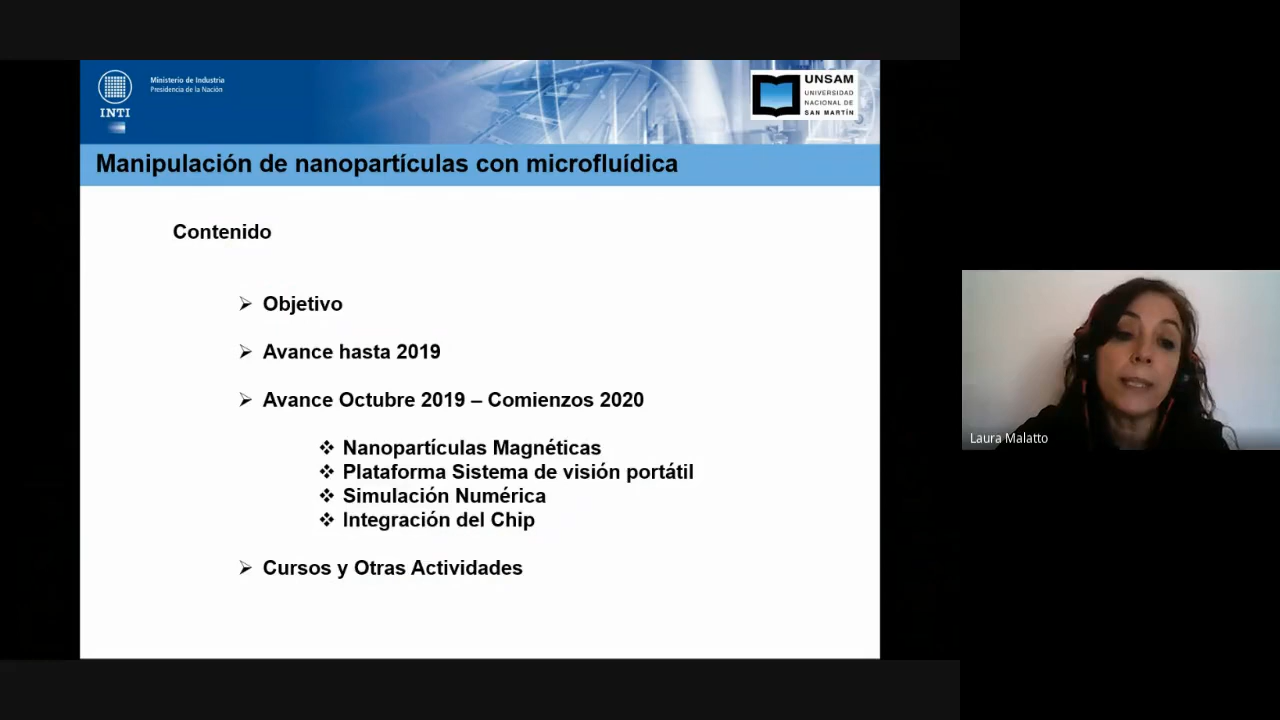 INTI
Ministerio de Industria
Presidencia de la Nación
UNSAM
UNIVERSIDAD
NACIONAL DE
SAN MARTÍN
Manipulación de nanopartículas con microfluídica
Contenido
Objetivo
Avance hasta 2019
Avance Octubre 2019 – Comienzos 2020
Nanopartículas Magnéticas
Plataforma Sistema de visión portátil
Simulación Numérica
Integración del Chip
Cursos y Otras Actividades
Laura Malatto